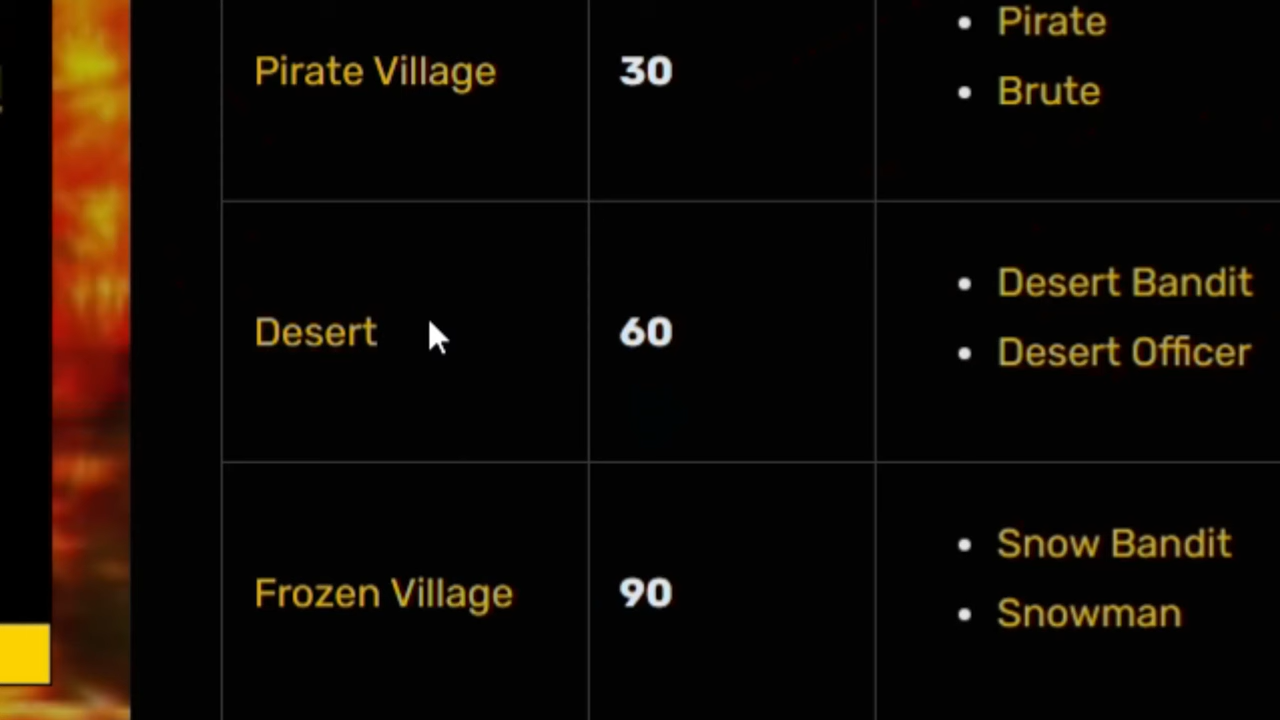 Pirate Village
30
Pirate
Brute
Desert
60
Desert Bandit
Desert Officer
Frozen Village
90
Snow Bandit
Snowman